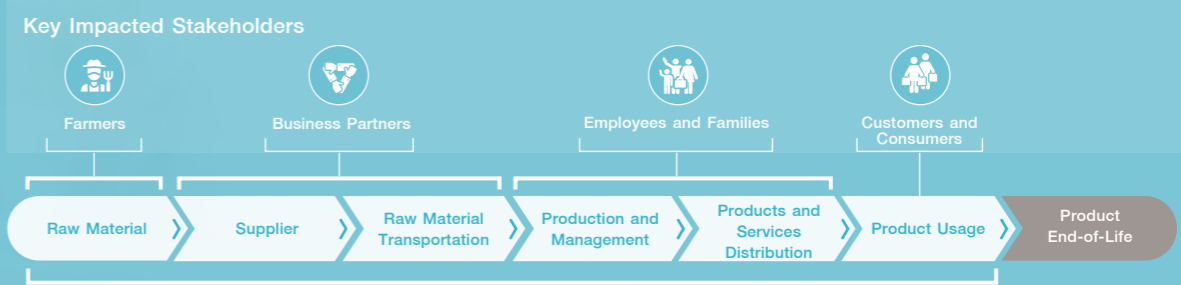 Key Impacted Stakeholders
Farmers
Business Partners
Employees and Families
Customers and
Consumers
Raw Material
Supplier
Raw Material
Transportation
Production and
Management
Products and
Services
Distribution
Product Usage
Product
End-of-Life